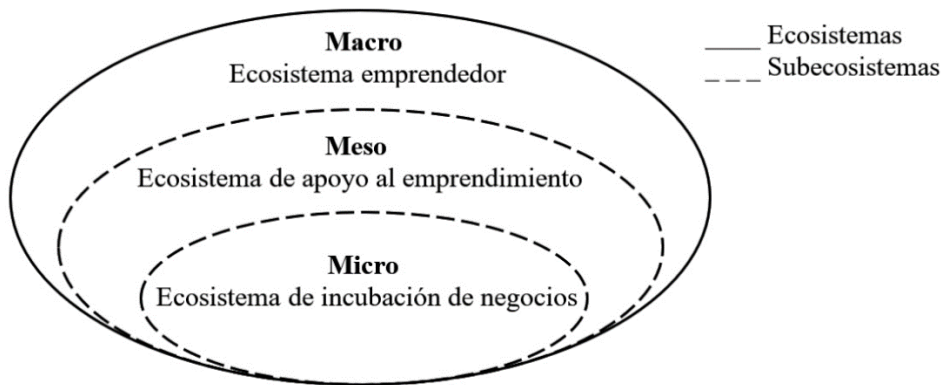 Macro
Ecosistema emprendedor
Meso
Ecosistema de apoyo al emprendimiento
Micro
Ecosistema de incubación de negocios
Ecosistemas
Subecosistemas